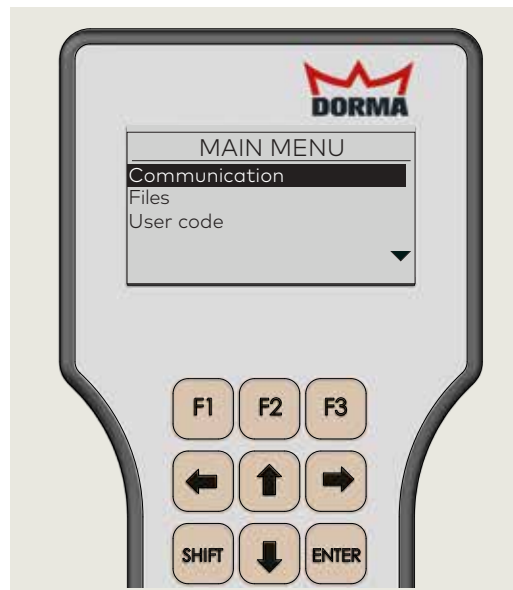 DORMA
MAIN MENU
Communication
Files
User code
F1 F2 F3
SHIFT ENTER